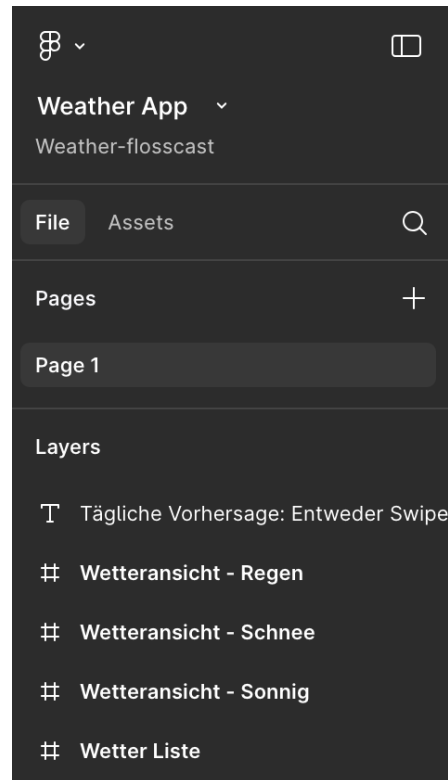 Weather App
Weather-flosscast
File Assets
Pages
Page 1
Layers
Tägliche Vorhersage: Entweder Swipe
Wetteransicht - Regen
Wetteransicht - Schnee
Wetteransicht - Sonnig
Wetter Liste